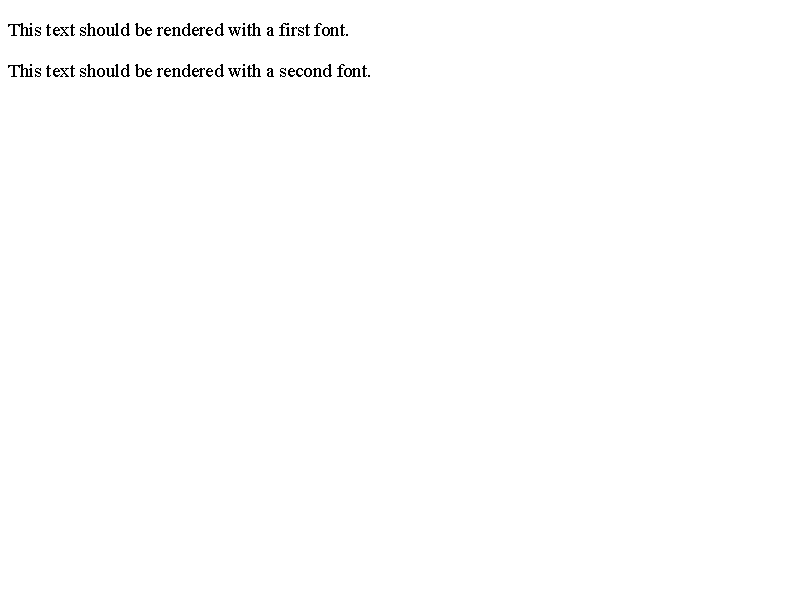 This text should be rendered with a first font.
This text should be rendered with a second font.